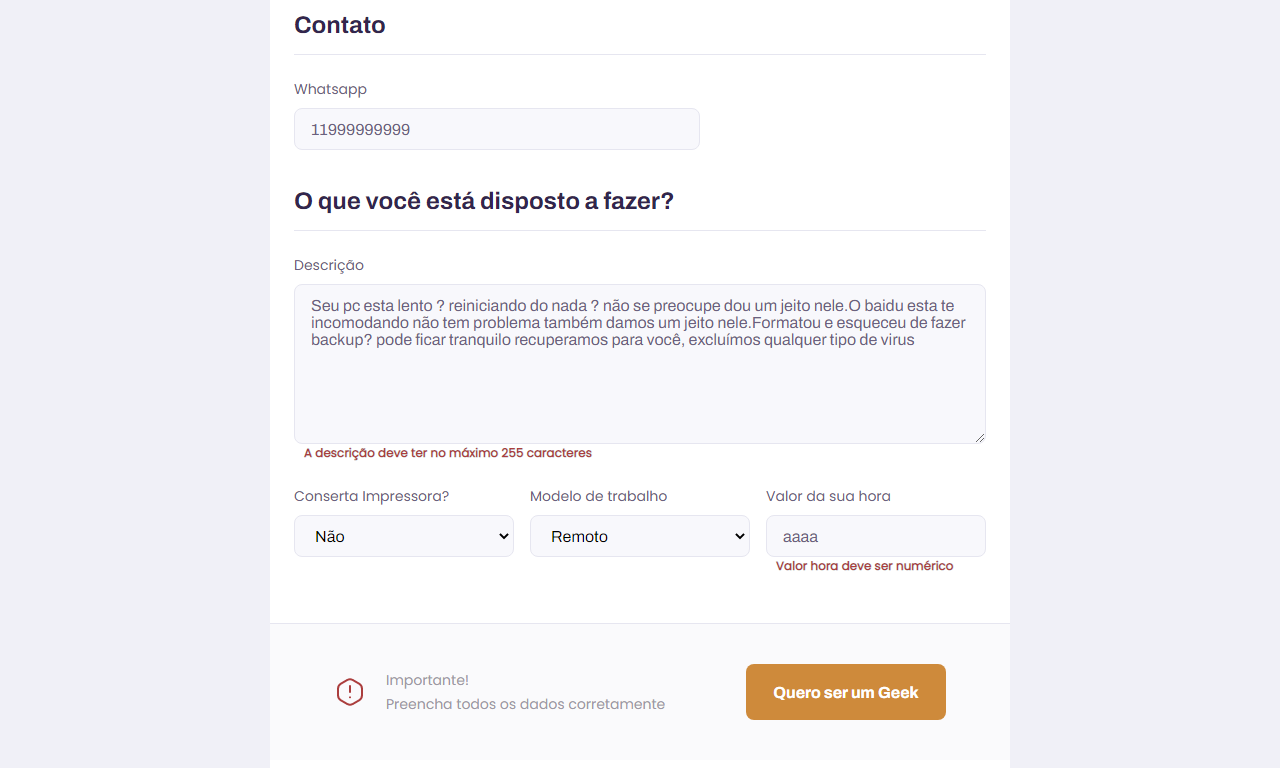 Contato
Whatsapp
11999999999
O que você está disposto a fazer?
Descrição
Seu pc esta lento ? reiniciando do nada ? não se preocupe dou um jeito nele.O baidu esta te
incomodando não tem problema também damos um jeito nele.Formatou e esqueceu de fazer
backup? pode ficar tranquilo recuperamos para você, excluímos qualquer tipo de virus
A descrição deve ter no máximo 255 caracteres
Conserta Impressora? Modelo de trabalho Valor da sua hora
Não Remoto aaaa
Valor hora deve ser numérico
Importante!
Preencha todos os dados corretamente
Quero ser um Geek